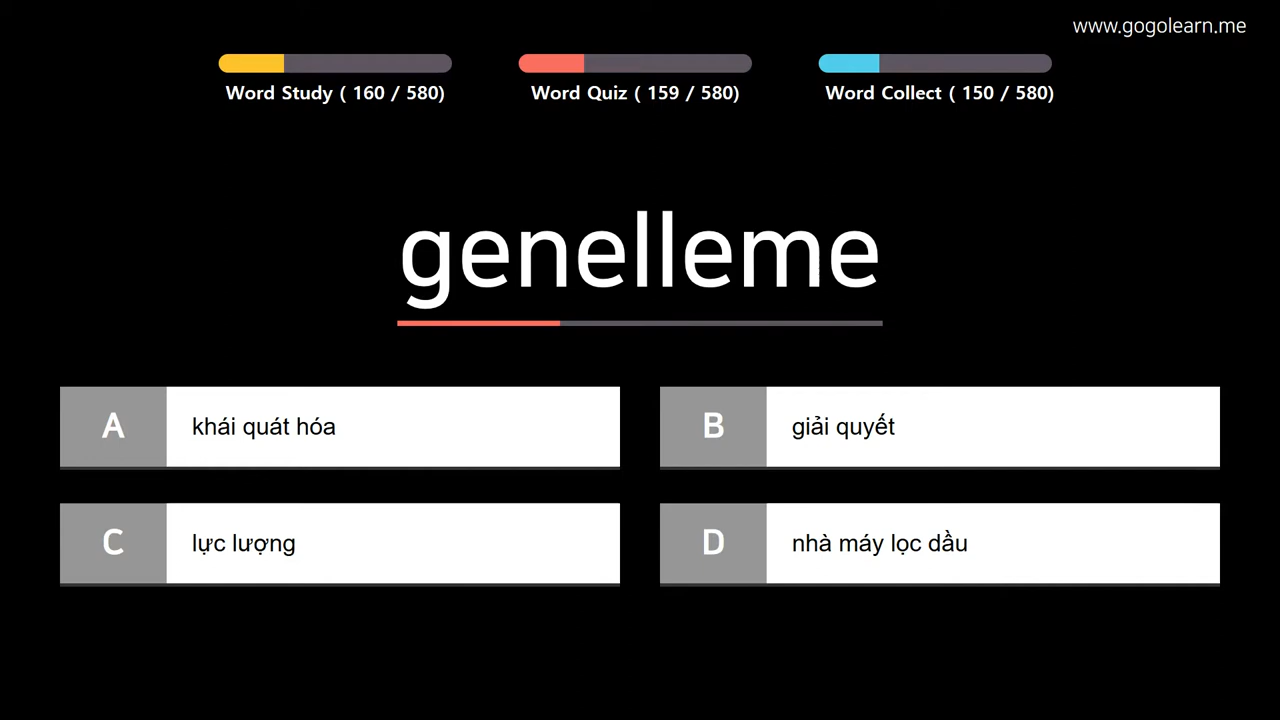 www.gogolearn.me
Word Study ( 160 / 580)
Word Quiz ( 159 / 580)
Word Collect ( 150 / 580)
genelleme
A khái quát hóa
B giải quyết
C lực lượng
D nhà máy lọc dầu